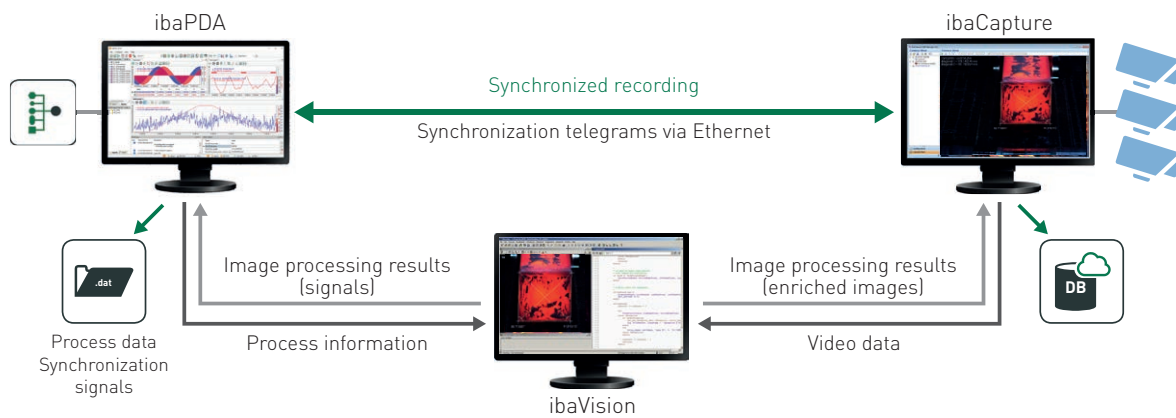 ibaPDA
ibaCapture
Synchronized recording
Synchronization telegrams via Ethernet
.dat
Image processing results
(signals)
Image processing results
(enriched images)
DB
Process data
Synchronization
signals
Process information
Video data
ibaVision